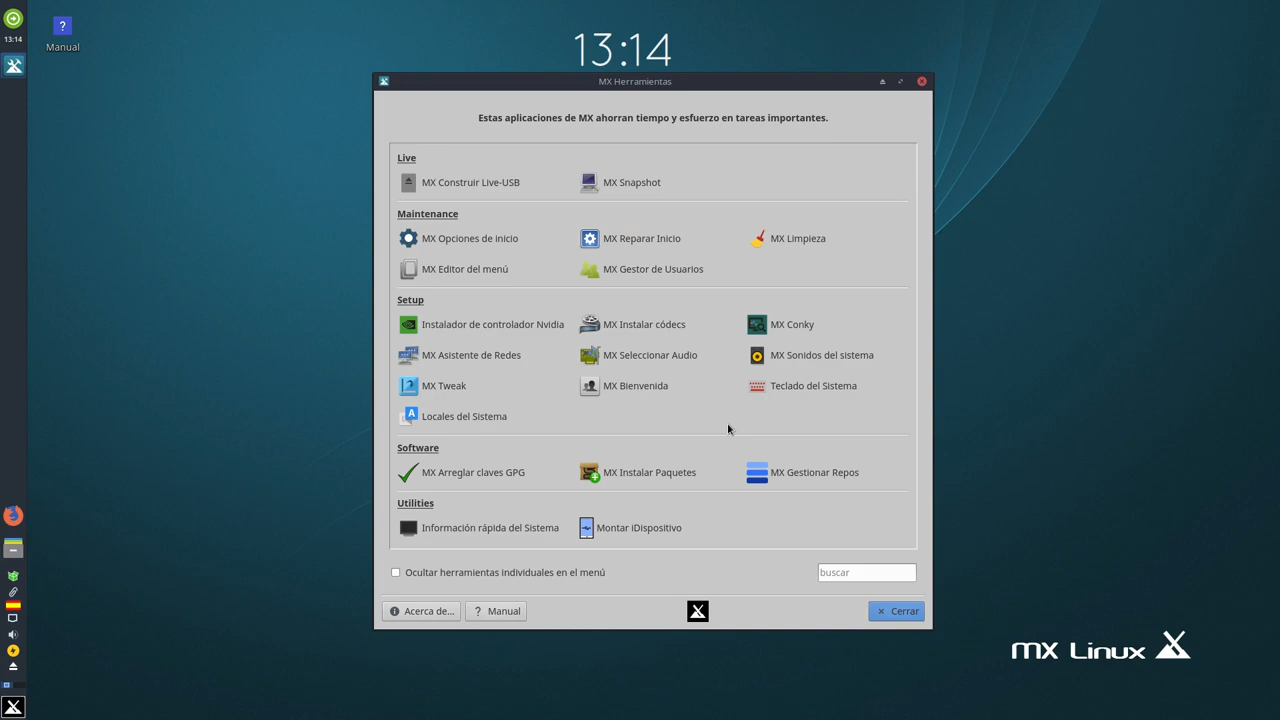 13:14
Manual
13:14
MX Herramientas
Estas aplicaciones de MX ahorran tiempo y esfuerzo en tareas importantes.
Live
MX Construir Live-USB
MX Snapshot
Maintenance
MX Opciones de inicio
MX Reparar Inicio
MX Limpieza
MX Editor del menú
MX Gestor de Usuarios
Setup
Instalador de controlador Nvidia
MX Instalar códecs
MX Conky
MX Asistente de Redes
MX Seleccionar Audio
MX Sonidos del sistema
MX Tweak
MX Bienvenida
Teclado del Sistema
Locales del Sistema
Software
MX Arreglar claves GPG
MX Instalar Paquetes
MX Gestionar Repos
Utilities
Información rápida del Sistema
Montar iDispositivo
Ocultar herramientas individuales en el menú
buscar
Acerca de...
? Manual
Cerrar
MX Linux